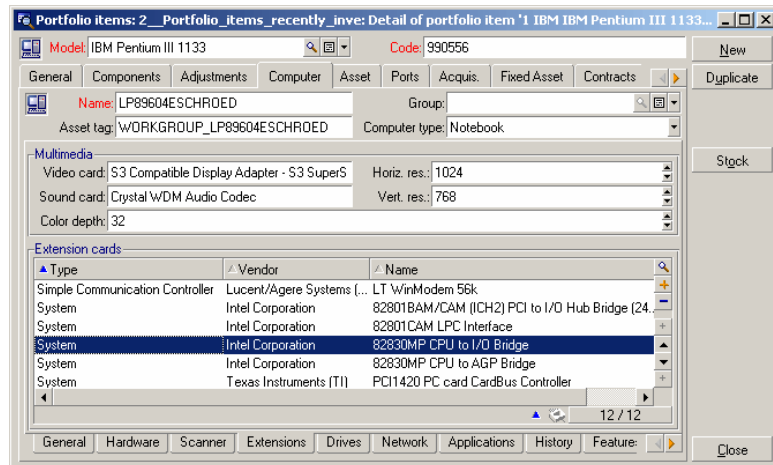 Portfolio items: 2__Portfolio_items_recently_inve: Detail of portfolio item '1 IBM IBM Pentium III 1133...
Model: IBM Pentium III 1133 Code: 990556 New
General Components Adjustments Computer Asset Ports Acquis. Fixed Asset Contracts Duplicate
Name: LP89604ESCHROED Group:
Asset tag: WORKGROUP_LP89604ESCHROED Computer type: Notebook
Multimedia
Video card: S3 Compatible Display Adapter - S3 SuperS Horiz. res.: 1024 Stock
Sound card: Crystal WDM Audio Codec Vert. res.: 768
Color depth: 32
Extension cards
Type Vendor Name
Simple Communication Controller Lucent/Agere Systems (... LT WinModem 56k
System Intel Corporation 82801BAM/CAM (ICH2) PCI to I/O Hub Bridge (24...
System Intel Corporation 82801CAM LPC Interface
System Intel Corporation 82830MP CPU to I/O Bridge
System Intel Corporation 82830MP CPU to AGP Bridge
System Texas Instruments (TI) PCI1420 PC card CardBus Controller
12 / 12
General Hardware Scanner Extensions Drives Network Applications History Feature Close